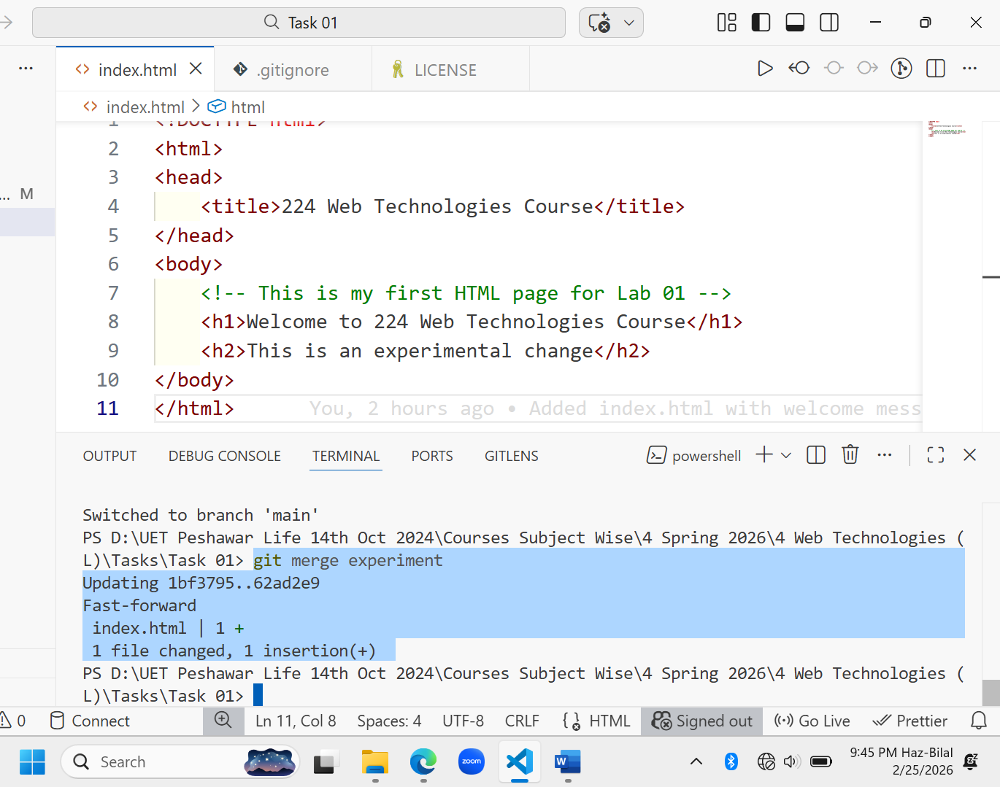 Task 01
index.html
.gitignore
LICENSE
index.html > html
1 <!DOCTYPE html>
2 <html>
3 <head>
4 <title>224 Web Technologies Course</title>
5 </head>
6 <body>
7 <!-- This is my first HTML page for Lab 01 -->
8 <h1>Welcome to 224 Web Technologies Course</h1>
9 <h2>This is an experimental change</h2>
10 </body>
11 </html> You, 2 hours ago • Added index.html with welcome mess
... M
OUTPUT DEBUG CONSOLE TERMINAL PORTS GITLENS powershell
Switched to branch 'main'
PS D:\UET Peshawar Life 14th Oct 2024\Courses Subject Wise\4 Spring 2026\4 Web Technologies (
L)\Tasks\Task 01> git merge experiment
Updating 1bf3795..62ad2e9
Fast-forward
index.html | 1 +
1 file changed, 1 insertion(+)
PS D:\UET Peshawar Life 14th Oct 2024\Courses Subject Wise\4 Spring 2026\4 Web Technologies (
L)\Tasks\Task 01>
0 Connect Ln 11, Col 8 Spaces: 4 UTF-8 CRLF HTML Signed out Go Live Prettier
Search
zoom
W
9:45 PM Haz-Bilal
2/25/2026